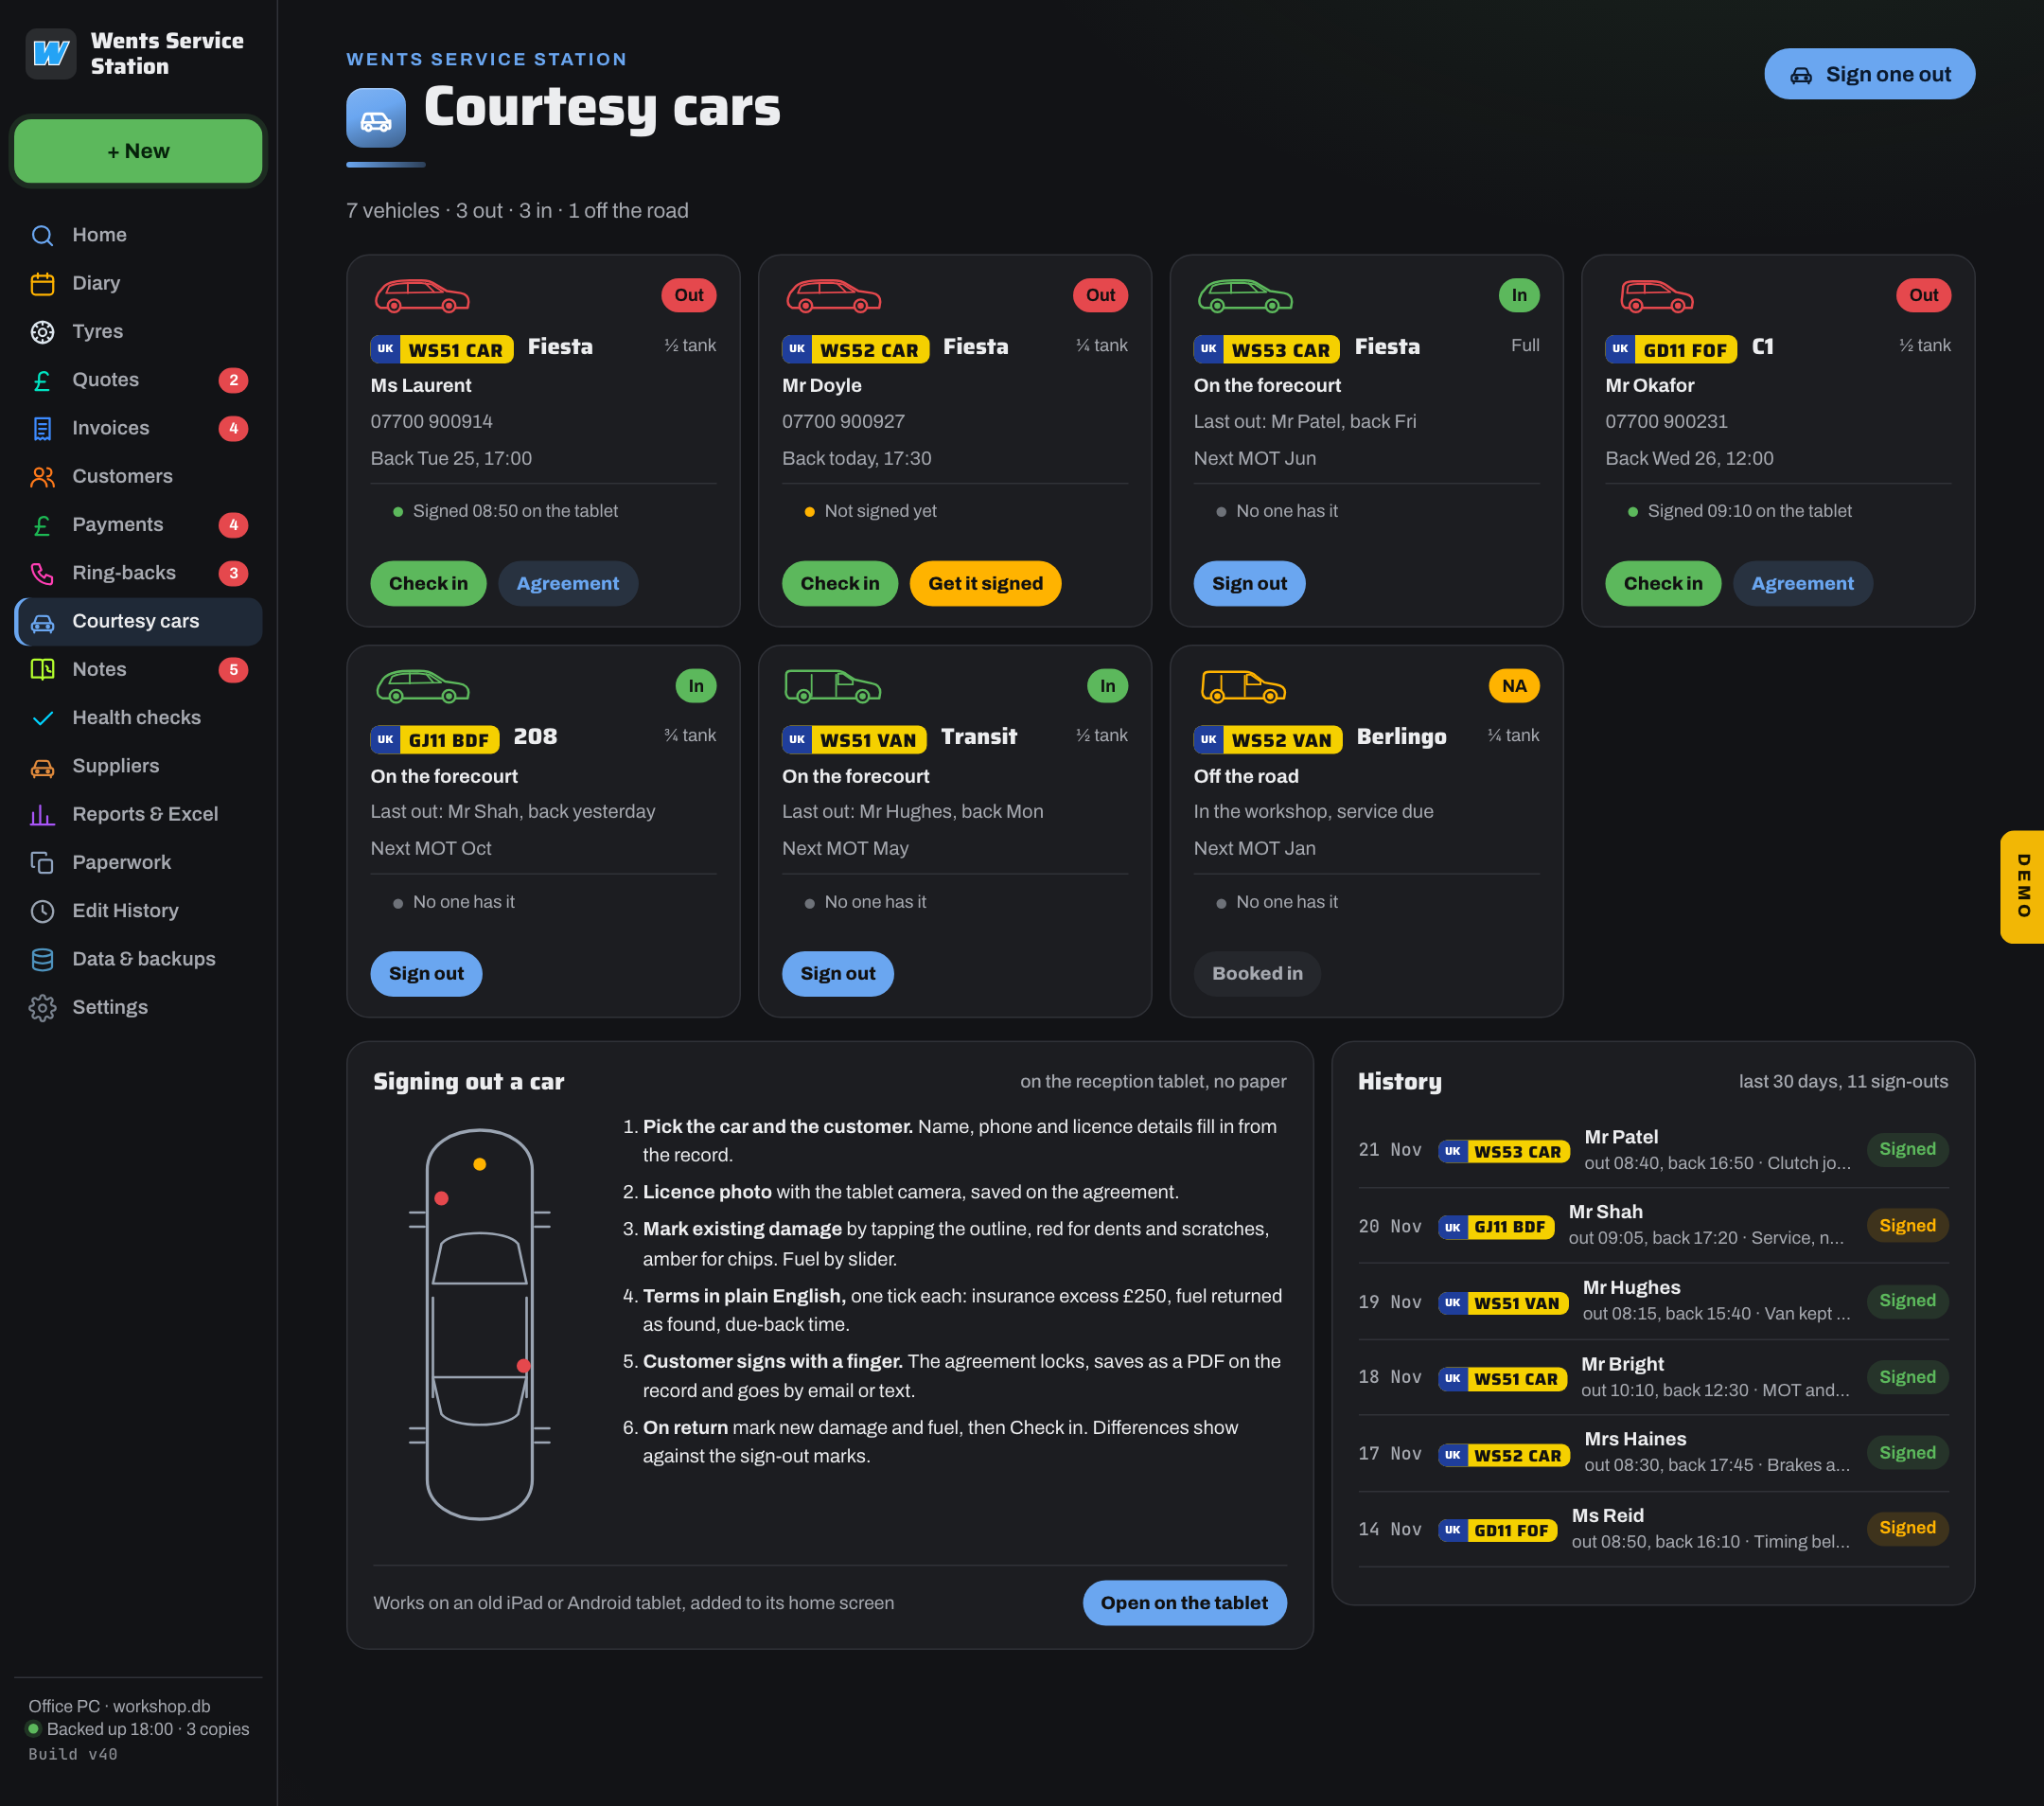 Wents Service
Station
+ New
Home
Diary
Tyres
Quotes 2
Invoices 4
Customers
Payments 4
Ring-backs 3
Courtesy cars
Notes 5
Health checks
Suppliers
Reports & Excel
Paperwork
Edit History
Data & backups
Settings
Office PC · workshop.db
Backed up 18:00 · 3 copies
Build v40
WENTS SERVICE STATION
Courtesy cars
Sign one out
7 vehicles · 3 out · 3 in · 1 off the road
Out
UK WS51 CAR Fiesta ½ tank
Ms Laurent
07700 900914
Back Tue 25, 17:00
Signed 08:50 on the tablet
Check in Agreement
Out
UK WS52 CAR Fiesta ¼ tank
Mr Doyle
07700 900927
Back today, 17:30
Not signed yet
Check in Get it signed
In
UK WS53 CAR Fiesta Full
On the forecourt
Last out: Mr Patel, back Fri
Next MOT Jun
No one has it
Sign out
Out
UK GD11 FOF C1 ½ tank
Mr Okafor
07700 900231
Back Wed 26, 12:00
Signed 09:10 on the tablet
Check in Agreement
In
UK GJ11 BDF 208 ¾ tank
On the forecourt
Last out: Mr Shah, back yesterday
Next MOT Oct
No one has it
Sign out
In
UK WS51 VAN Transit ½ tank
On the forecourt
Last out: Mr Hughes, back Mon
Next MOT May
No one has it
Sign out
NA
UK WS52 VAN Berlingo ¼ tank
Off the road
In the workshop, service due
Next MOT Jan
No one has it
Booked in
DEMO
Signing out a car on the reception tablet, no paper
1. Pick the car and the customer. Name, phone and licence details fill in from
the record.
2. Licence photo with the tablet camera, saved on the agreement.
3. Mark existing damage by tapping the outline, red for dents and scratches,
amber for chips. Fuel by slider.
4. Terms in plain English, one tick each: insurance excess £250, fuel returned
as found, due-back time.
5. Customer signs with a finger. The agreement locks, saves as a PDF on the
record and goes by email or text.
6. On return mark new damage and fuel, then Check in. Differences show
against the sign-out marks.
Works on an old iPad or Android tablet, added to its home screen
Open on the tablet
History last 30 days, 11 sign-outs
21 Nov UK WS53 CAR Mr Patel Signed
out 08:40, back 16:50 · Clutch jo...
20 Nov UK GJ11 BDF Mr Shah Signed
out 09:05, back 17:20 · Service, n...
19 Nov UK WS51 VAN Mr Hughes Signed
out 08:15, back 15:40 · Van kept ...
18 Nov UK WS51 CAR Mr Bright Signed
out 10:10, back 12:30 · MOT and...
17 Nov UK WS52 CAR Mrs Haines Signed
out 08:30, back 17:45 · Brakes a...
14 Nov UK GD11 FOF Ms Reid Signed
out 08:50, back 16:10 · Timing bel...